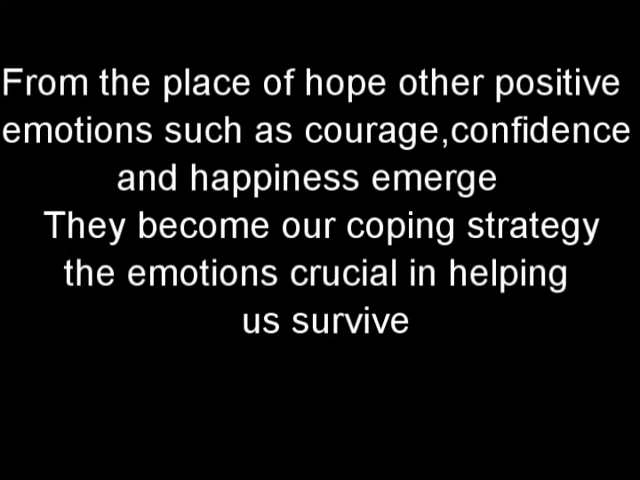 From the place of hope other positive
emotions such as courage,confidence
and happiness emerge
They become our coping strategy
the emotions crucial in helping
us survive